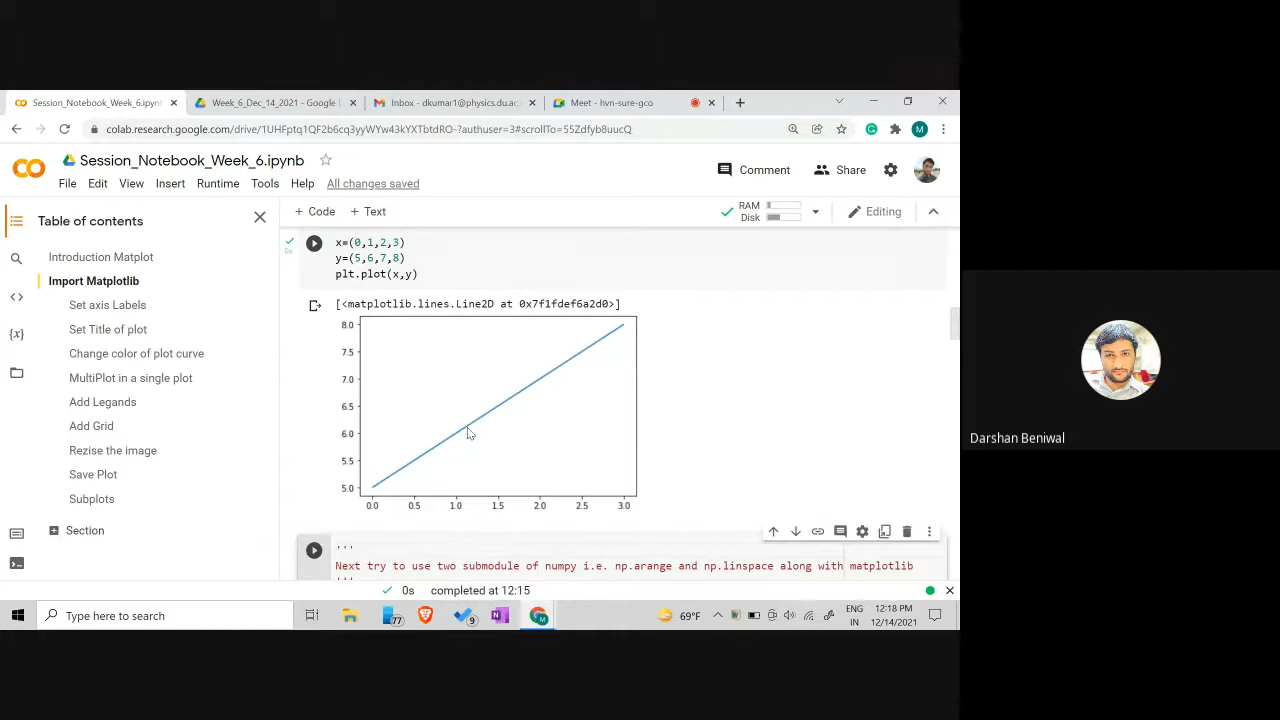 Session_Notebook_Week_6.ipynb
Week_6_Dec_14_2021 - Google
Inbox - dkumar1@physics.du.ac
Meet - hvn-sure-gco
colab.research.google.com/drive/1UHFptq1QF2b6cq3yyWYw43kYXTbtdRO-?authuser=3#scrollTo=55Zdfyb8uucQ
M
CO
Session_Notebook_Week_6.ipynb
Comment
Share
File Edit View Insert Runtime Tools Help All changes saved
Table of contents
+ Code + Text
RAM
Disk
Editing
Introduction Matplot
Import Matplotlib
Set axis Labels
Set Title of plot
Change color of plot curve
MultiPlot in a single plot
Add Legands
Add Grid
Rezise the image
Save Plot
Subplots
Section
0s
x=(0,1,2,3)
y=(5,6,7,8)
plt.plot(x,y)
[<matplotlib.lines.Line2D at 0x7f1fdef6a2d0>]
8.0
7.5
7.0
6.5
6.0
5.5
5.0
0.0 0.5 1.0 1.5 2.0 2.5 3.0
'''
Next try to use two submodule of numpy i.e. np.arange and np.linspace along with matplotlib
'''
0s completed at 12:15
Type here to search
77
9
69°F
ENG
IN
12:18 PM
12/14/2021
Darshan Beniwal